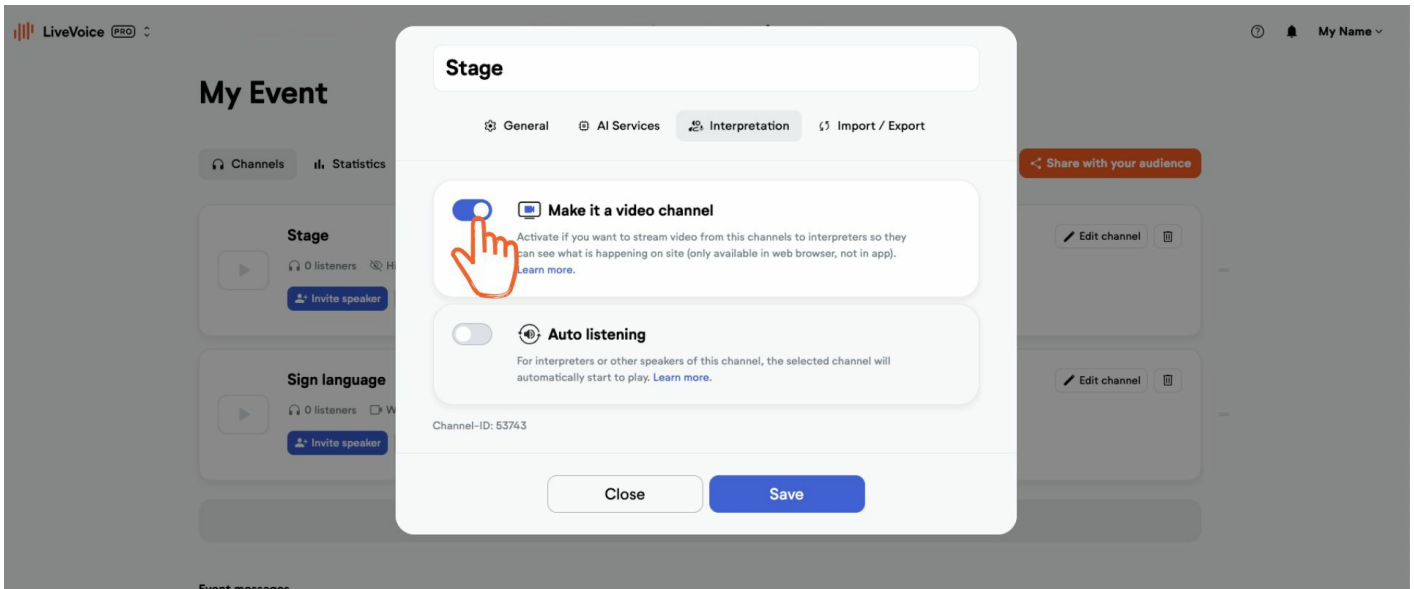 LiveVoice PRO
My Name
My Event
Channels
Statistics
Share with your audience
Stage
0 listeners
Invite speaker
Edit channel
Sign language
0 listeners
Invite speaker
Edit channel
Stage
General
AI Services
Interpretation
Import / Export
Make it a video channel
Activate if you want to stream video from this channels to interpreters so they
can see what is happening on site (only available in web browser, not in app).
Learn more.
Auto listening
For interpreters or other speakers of this channel, the selected channel will
automatically start to play. Learn more.
Channel-ID: 53743
Close
Save
Event messages